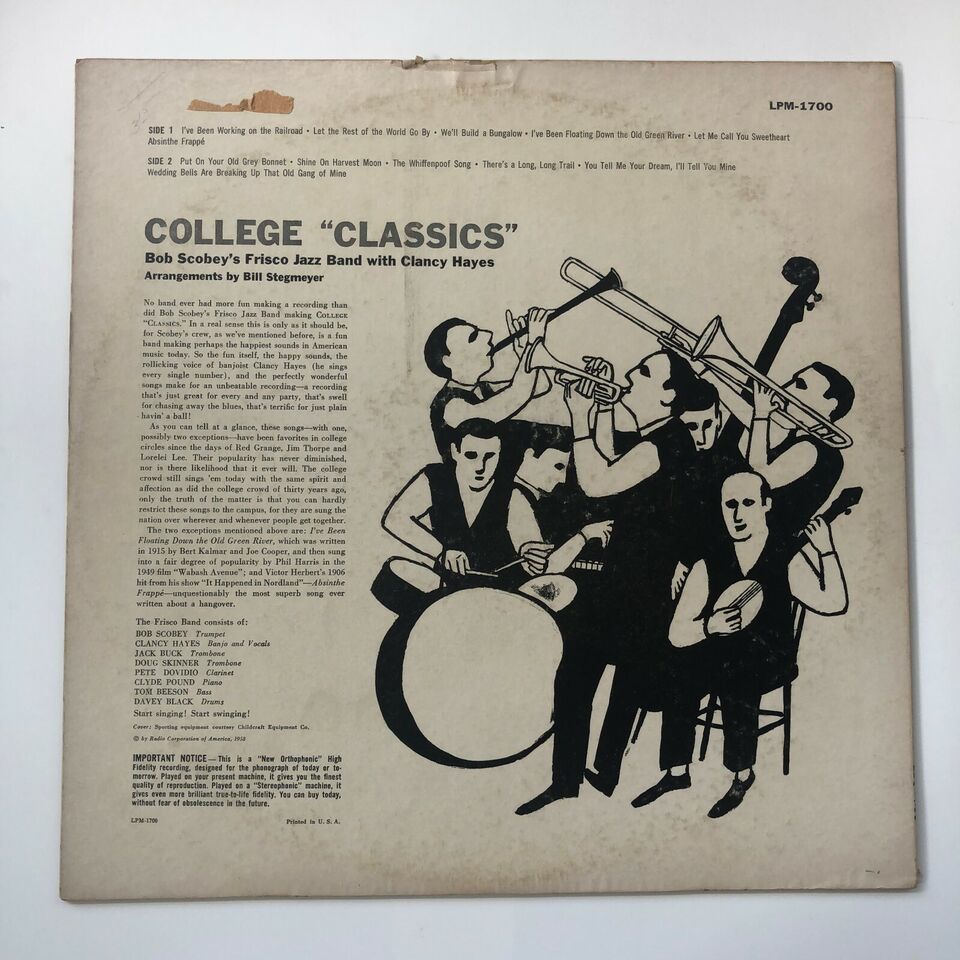 LPM-1700
SIDE 1 I've Been Working on the Railroad • Let the Rest of the World Go By • We'll Build a Bungalow • I've Been Floating Down the Old Green River • Let Me Call You Sweetheart
Absinthe Frappé
SIDE 2 Put On Your Old Grey Bonnet • Shine On Harvest Moon • The Whiffenpoof Song • There's a Long, Long Trail • You Tell Me Your Dream, I'll Tell You Mine
Wedding Bells Are Breaking Up That Old Gang of Mine
COLLEGE “CLASSICS”
Bob Scobey's Frisco Jazz Band with Clancy Hayes
Arrangements by Bill Stegmeyer
No band ever had more fun making a recording than
did Bob Scobey's Frisco Jazz Band making COLLEGE
“CLASSICS.” In a real sense this is only as it should be,
for Scobey's crew, as we've mentioned before, is a fun
band making perhaps the happiest sounds in American
music today. So the fun itself, the happy sounds, the
rollicking voice of banjoist Clancy Hayes (he sings
every single number), and the perfectly wonderful
songs make for an unbeatable recording—a recording
that's just great for every and any party, that's swell
for chasing away the blues, that's terrific for just plain
havin' a ball!
As you can tell at a glance, these songs—with one,
possibly two exceptions—have been favorites in college
circles since the days of Red Grange, Jim Thorpe and
Lorelei Lee. Their popularity has never diminished,
nor is there likelihood that it ever will. The college
crowd still sings 'em today with the same spirit and
affection as did the college crowd of thirty years ago,
only the truth of the matter is that you can hardly
restrict these songs to the campus, for they are sung the
nation over wherever and whenever people get together.
The two exceptions mentioned above are: I've Been
Floating Down the Old Green River, which was written
in 1915 by Bert Kalmar and Joe Cooper, and then sung
into a fair degree of popularity by Phil Harris in the
1949 film “Wabash Avenue”; and Victor Herbert's 1906
hit from his show “It Happened in Nordland”—Absinthe
Frappé—unquestionably the most superb song ever
written about a hangover.
The Frisco Band consists of:
BOB SCOBEY Trumpet
CLANCY HAYES Banjo and Vocals
JACK BUCK Trombone
DOUG SKINNER Trombone
PETE DOVIDIO Clarinet
CLYDE POUND Piano
TOM BEESON Bass
DAVEY BLACK Drums
Start singing! Start swinging!
Cover: Sporting equipment courtesy Childcraft Equipment Co.
© by Radio Corporation of America, 1958
IMPORTANT NOTICE—This is a “New Orthophonic” High
Fidelity recording, designed for the phonograph of today or to-
morrow. Played on your present machine, it gives you the finest
quality of reproduction. Played on a “Stereophonic” machine, it
gives even more brilliant true-to-life fidelity. You can buy today,
without fear of obsolescence in the future.
LPM-1700 Printed in U. S. A.